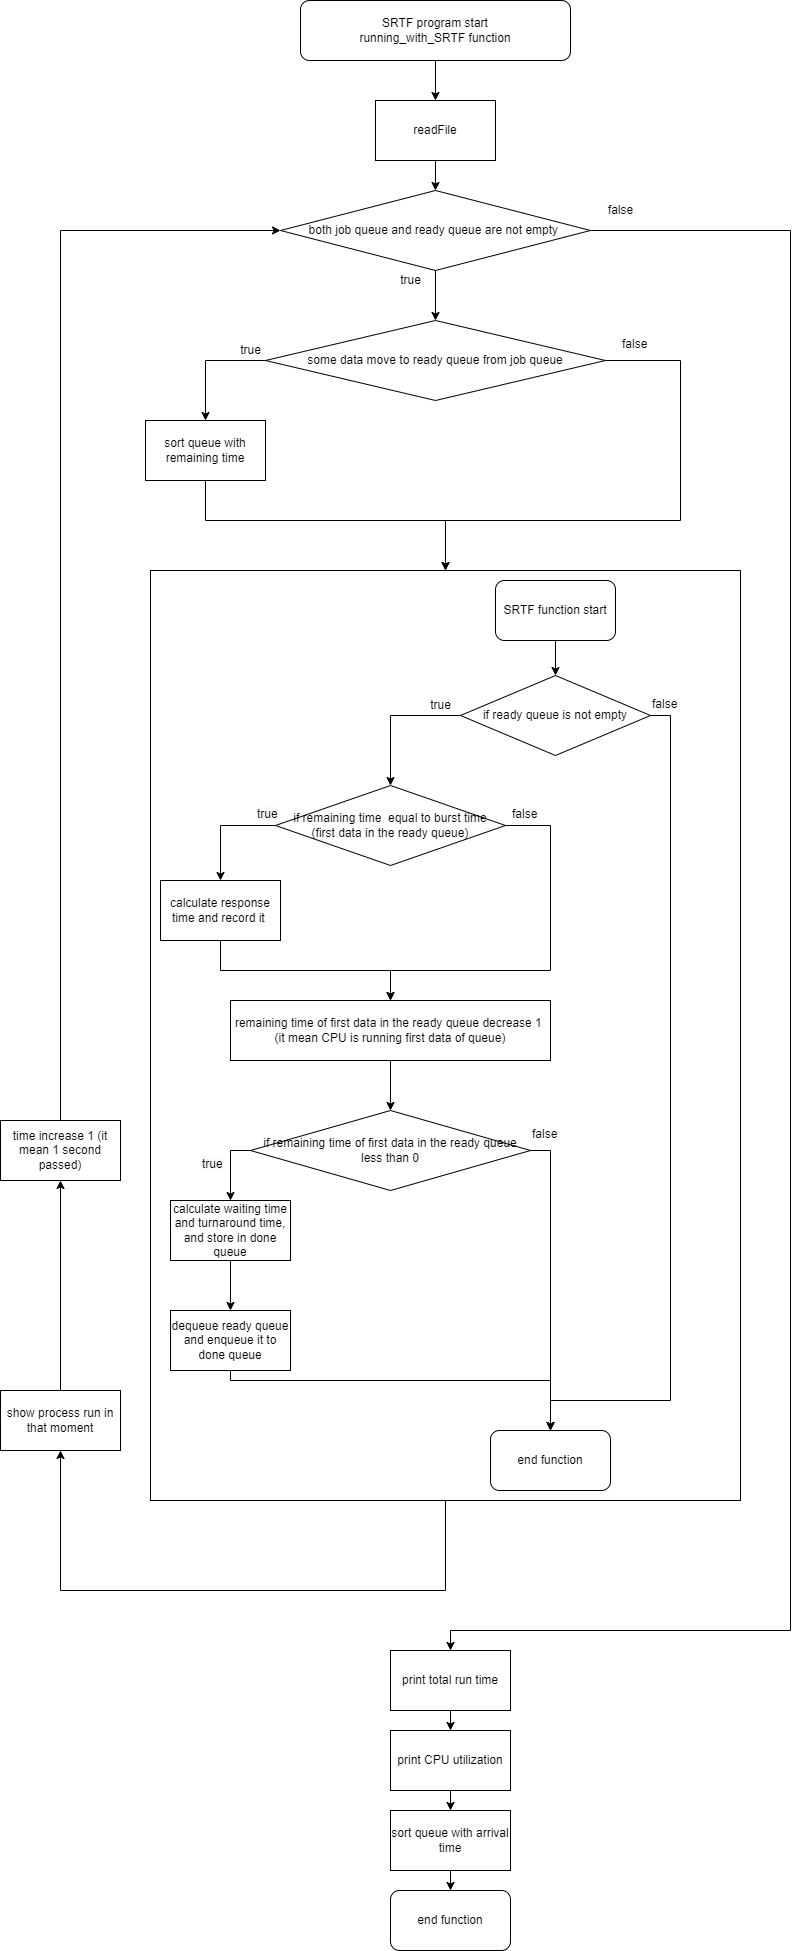 SRTF program start
running_with_SRTF function
readFile
false
both job queue and ready queue are not empty
true
true
false
some data move to ready queue from job queue
sort queue with
remaining time
SRTF function start
true
false
if ready queue is not empty
true
false
if remaining time  equal to burst time
(first data in the ready queue)
calculate response
time and record it
remaining time of first data in the ready queue decrease 1
(it mean CPU is running first data of queue)
time increase 1 (it
mean 1 second
passed)
false
if remaining time of first data in the ready queue
less than 0
true
calculate waiting time
and turnaround time,
and store in done
queue
dequeue ready queue
and enqueue it to
done queue
show process run in
that moment
end function
print total run time
print CPU utilization
sort queue with arrival
time
end function